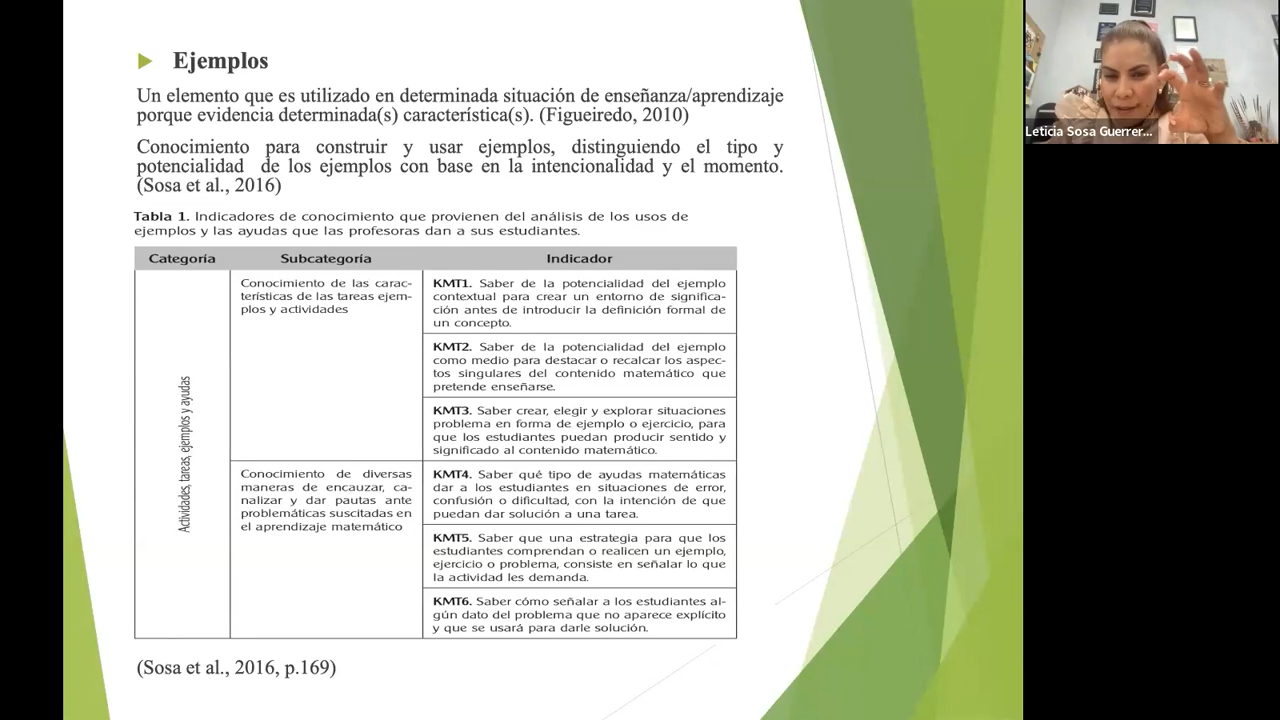 Ejemplos
Un elemento que es utilizado en determinada situación de enseñanza/aprendizaje
porque evidencia determinada(s) característica(s). (Figueiredo, 2010)
Conocimiento para construir y usar ejemplos, distinguiendo el tipo y
potencialidad de los ejemplos con base en la intencionalidad y el momento.
(Sosa et al., 2016)
Tabla 1. Indicadores de conocimiento que provienen del análisis de los usos de
ejemplos y las ayudas que las profesoras dan a sus estudiantes.
Categoría Subcategoría Indicador
Actividades, tareas, ejemplos y ayudas
Conocimiento de las carac-
terísticas de las tareas ejem-
plos y actividades
KMT1. Saber de la potencialidad del ejemplo
contextual para crear un entorno de significa-
ción antes de introducir la definición formal de
un concepto.
KMT2. Saber de la potencialidad del ejemplo
como medio para destacar o recalcar los aspec-
tos singulares del contenido matemático que
pretende enseñarse.
KMT3. Saber crear, elegir y explorar situaciones
problema en forma de ejemplo o ejercicio, para
que los estudiantes puedan producir sentido y
significado al contenido matemático.
Conocimiento de diversas
maneras de encauzar, ca-
nalizar y dar pautas ante
problemáticas suscitadas en
el aprendizaje matemático
KMT4. Saber qué tipo de ayudas matemáticas
dar a los estudiantes en situaciones de error,
confusión o dificultad, con la intención de que
puedan dar solución a una tarea.
KMT5. Saber que una estrategia para que los
estudiantes comprendan o realicen un ejemplo,
ejercicio o problema, consiste en señalar lo que
la actividad les demanda.
KMT6. Saber cómo señalar a los estudiantes al-
gún dato del problema que no aparece explícito
y que se usará para darle solución.
(Sosa et al., 2016, p.169)
Leticia Sosa Guerrer...